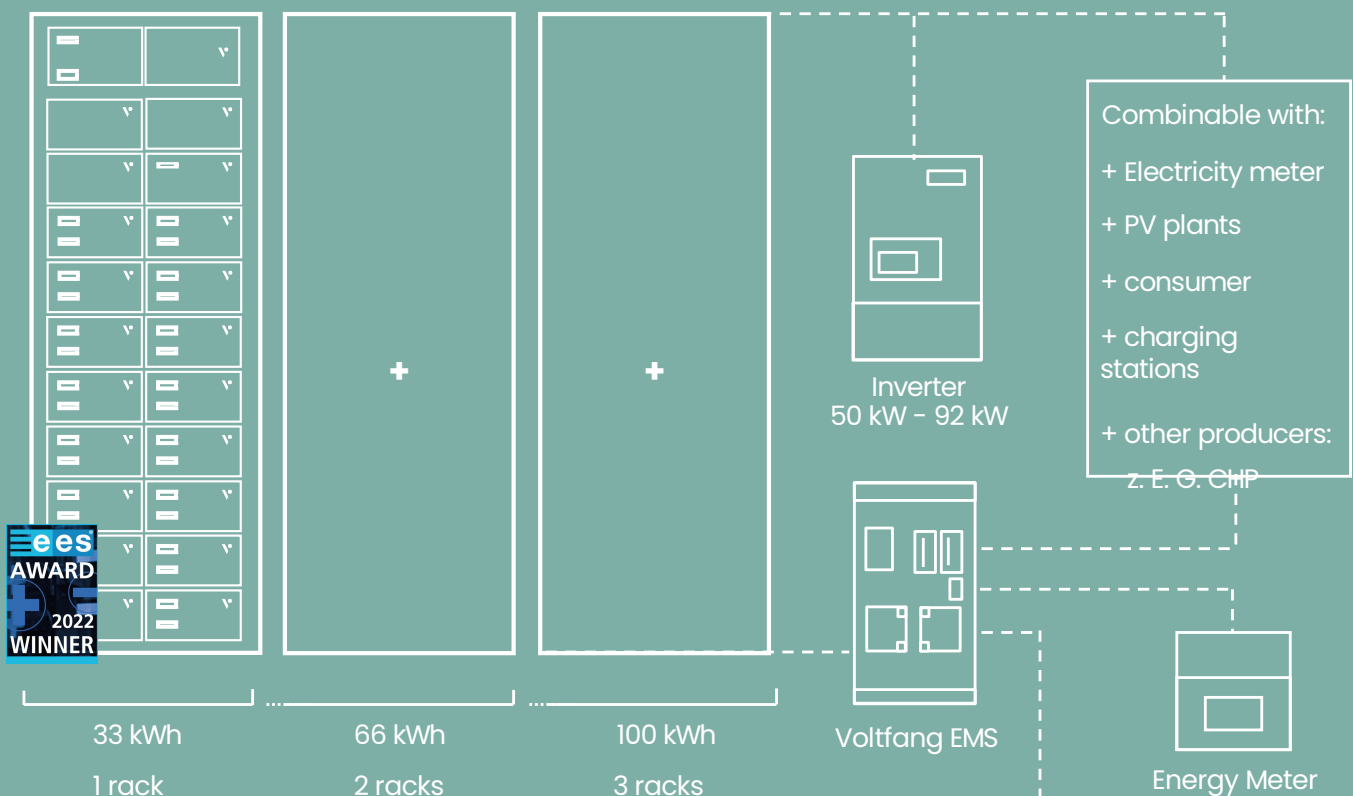 Combinable with:
+ Electricity meter
+ PV plants
+ consumer
+ charging
stations
+ other producers:
z. E. G. CHP
Inverter
50 kW - 92 kW
ees
AWARD
2022
WINNER
33 kWh
1 rack
66 kWh
2 racks
100 kWh
3 racks
Voltfang EMS
Energy Meter